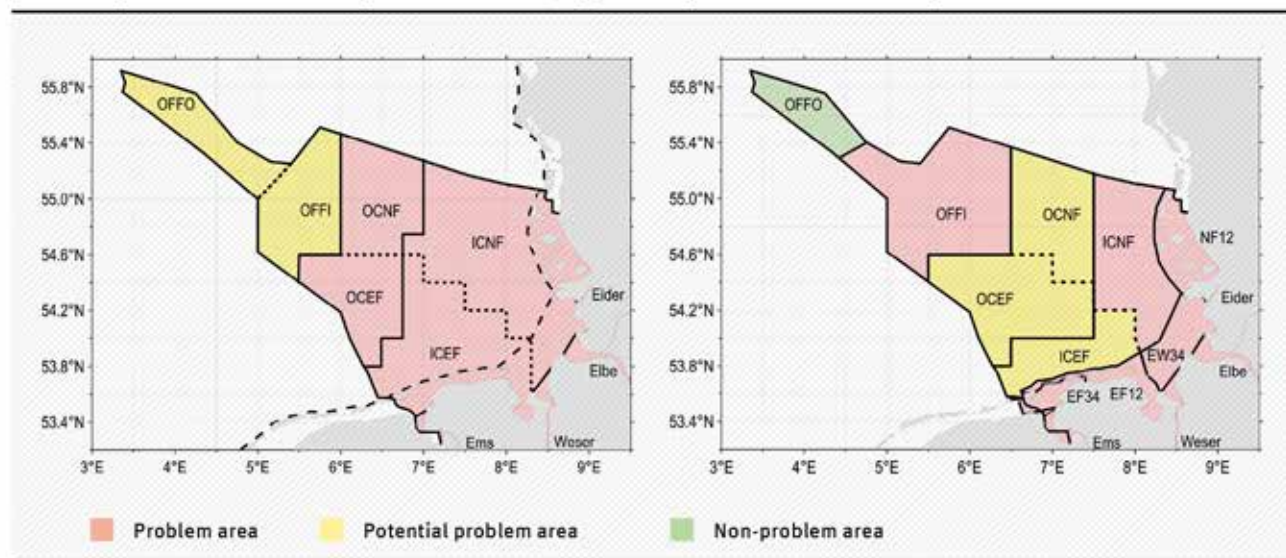 55.8°N
55.4°N
55.0°N
54.6°N
54.2°N
53.8°N
53.4°N
3°E 4°E 5°E 6°E 7°E 8°E 9°E
OFFO
OFFI
OCNF
ICNF
OCEF
ICEF
Eider
Elbe
Ems
Weser
55.8°N
55.4°N
55.0°N
54.6°N
54.2°N
53.8°N
53.4°N
3°E 4°E 5°E 6°E 7°E 8°E 9°E
OFFO
OFFI
OCNF
ICNF
NF12
OCEF
Eider
ICEF
EW34
Elbe
EF34
EF12
Ems
Weser
Problem area
Potential problem area
Non-problem area